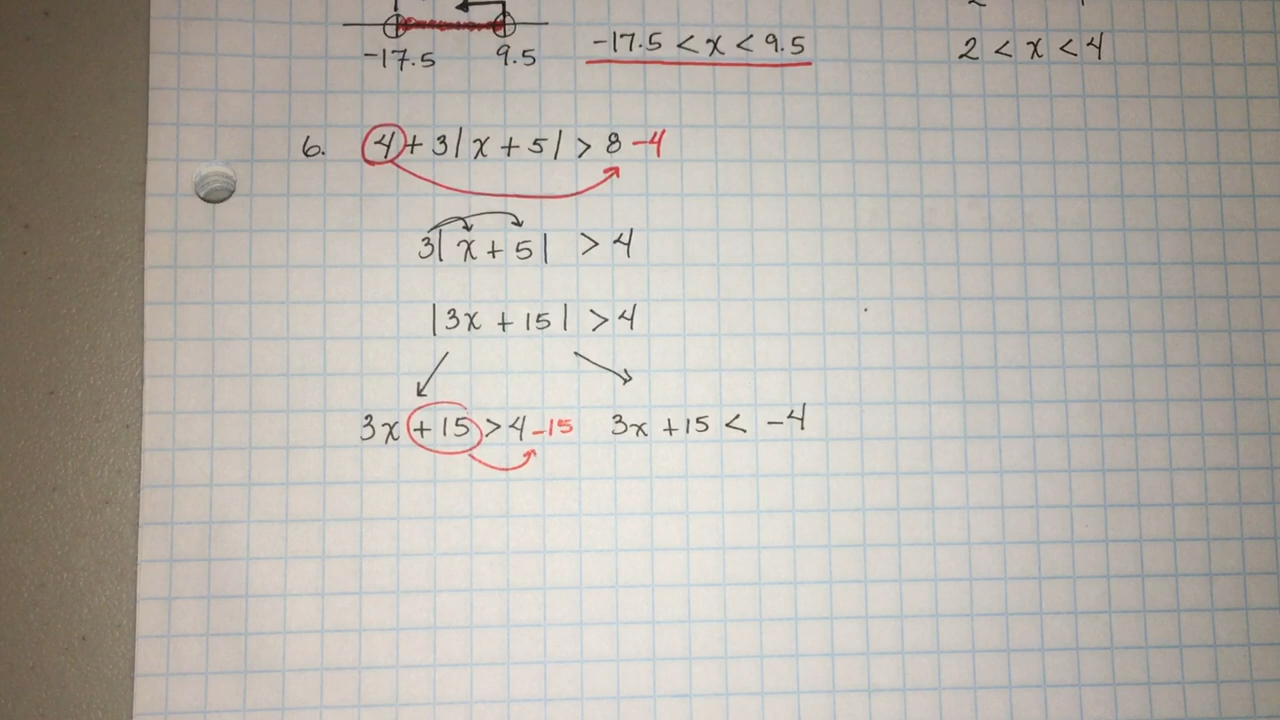 -17.5 9.5 -17.5 < x < 9.5 2 < x < 4
6. 4 + 3| x + 5| > 8 -4
3| x + 5| > 4
|3x + 15| > 4
3x + 15 > 4 -15 3x + 15 < -4